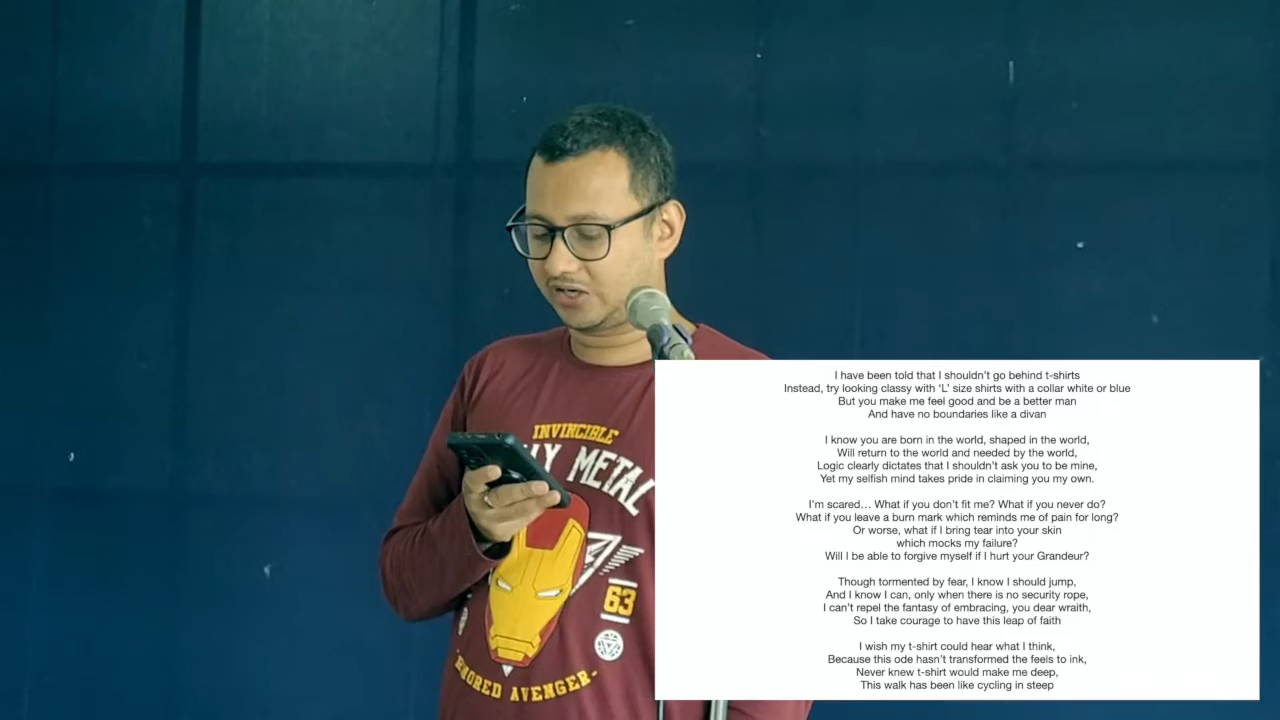 INVINCIBLE
METAL
63
AVENGER-
I have been told that I shouldn't go behind t-shirts
Instead, try looking classy with 'L' size shirts with a collar white or blue
But you make me feel good and be a better man
And have no boundaries like a divan
I know you are born in the world, shaped in the world,
Will return to the world and needed by the world,
Logic clearly dictates that I shouldn't ask you to be mine,
Yet my selfish mind takes pride in claiming you my own.
I'm scared... What if you don't fit me? What if you never do?
What if you leave a burn mark which reminds me of pain for long?
Or worse, what if I bring tear into your skin
which mocks my failure?
Will I be able to forgive myself if I hurt your Grandeur?
Though tormented by fear, I know I should jump,
And I know I can, only when there is no security rope,
I can't repel the fantasy of embracing, you dear wraith,
So I take courage to have this leap of faith
I wish my t-shirt could hear what I think,
Because this ode hasn't transformed the feels to ink,
Never knew t-shirt would make me deep,
This walk has been like cycling in steep